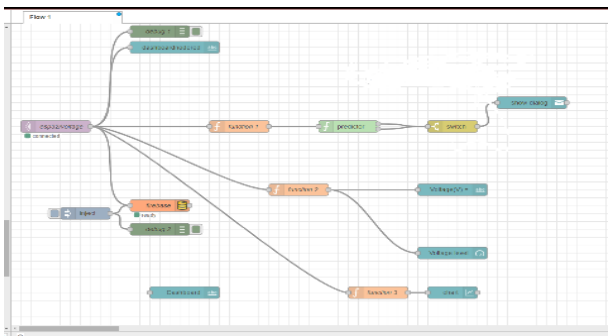 Flow 1
debug 1
show dialog
function 1
predictor
switch
connected
function 2
firebase
inject
debug 2
Voltage level
Dashboard
function 3
chart